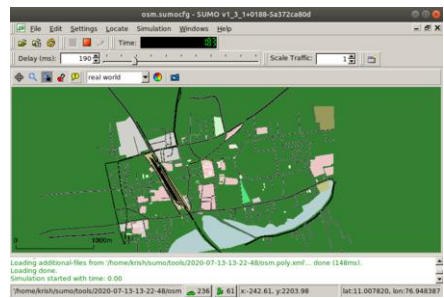 osm.sumocfg - SUMO v1_3_1+0188-5a372ca80d
File Edit Settings Locate Simulation Windows Help
Time:
Delay (ms): 190 Scale Traffic: 1
real world
0 1000m
Loading additional-files from '/home/krish/sumo/tools/2020-07-13-13-22-48/osm.poly.xml'... done (148ms).
Loading done.
Simulation started with time: 0.00
'/home/krish/sumo/tools/2020-07-13-13-22-48/osm 236 61 x:-242.61, y:2203.98 lat:11.007820, lon:76.948387